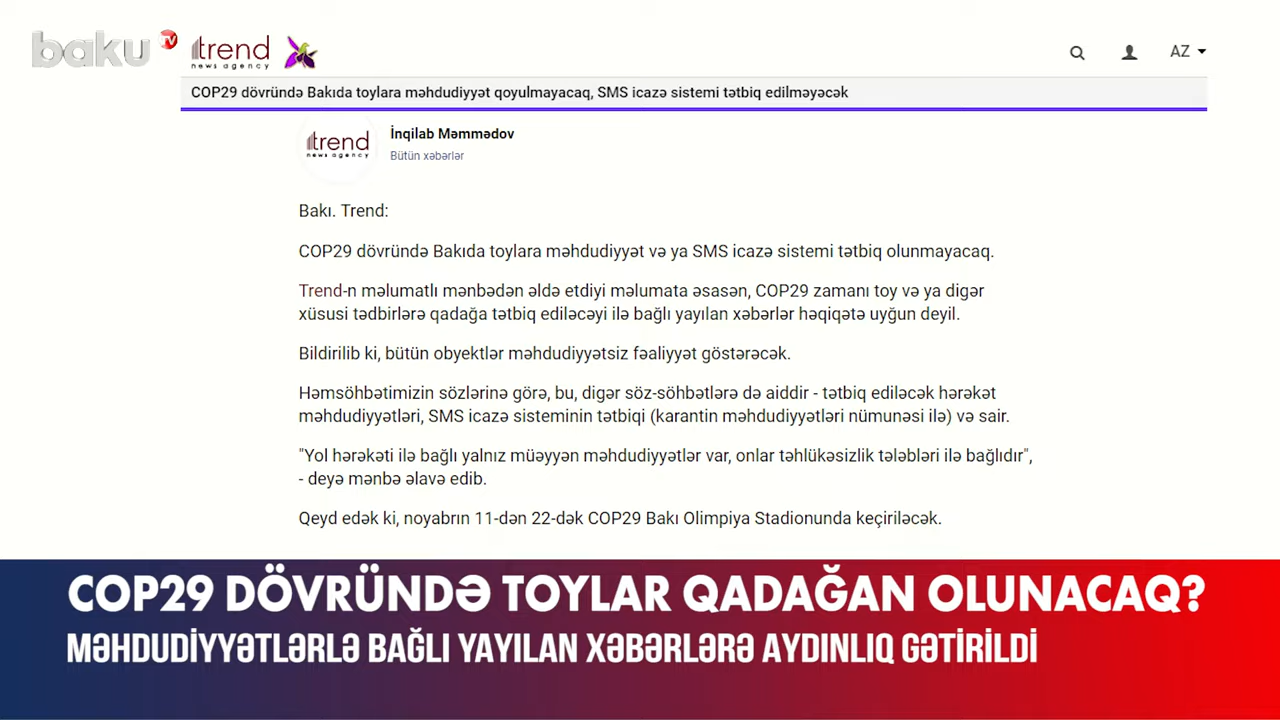 baku TV
trend
news agency
AZ
COP29 dövründə Bakıda toylara məhdudiyyət qoyulmayacaq, SMS icazə sistemi tətbiq edilməyəcək
trend
news agency
İnqilab Məmmədov
Bütün xəbərlər
Bakı. Trend:
COP29 dövründə Bakıda toylara məhdudiyyət və ya SMS icazə sistemi tətbiq olunmayacaq.
Trend-n məlumatlı mənbədən əldə etdiyi məlumata əsasən, COP29 zamanı toy və ya digər
xüsusi tədbirlərə qadağa tətbiq ediləcəyi ilə bağlı yayılan xəbərlər həqiqətə uyğun deyil.
Bildirilib ki, bütün obyektlər məhdudiyyətsiz fəaliyyət göstərəcək.
Həmsöhbətimizin sözlərinə görə, bu, digər söz-söhbətlərə də aiddir - tətbiq ediləcək hərəkət
məhdudiyyətləri, SMS icazə sisteminin tətbiqi (karantin məhdudiyyətləri nümunəsi ilə) və sair.
"Yol hərəkəti ilə bağlı yalnız müəyyən məhdudiyyətlər var, onlar təhlükəsizlik tələbləri ilə bağlıdır",
- deyə mənbə əlavə edib.
Qeyd edək ki, noyabrın 11-dən 22-dək COP29 Bakı Olimpiya Stadionunda keçiriləcək.
COP29 DÖVRÜNDƏ TOYLAR QADAĞAN OLUNACAQ?
MƏHDUDİYYƏTLƏRLƏ BAĞLI YAYILAN XƏBƏRLƏRƏ AYDINLIQ GƏTİRİLDİ